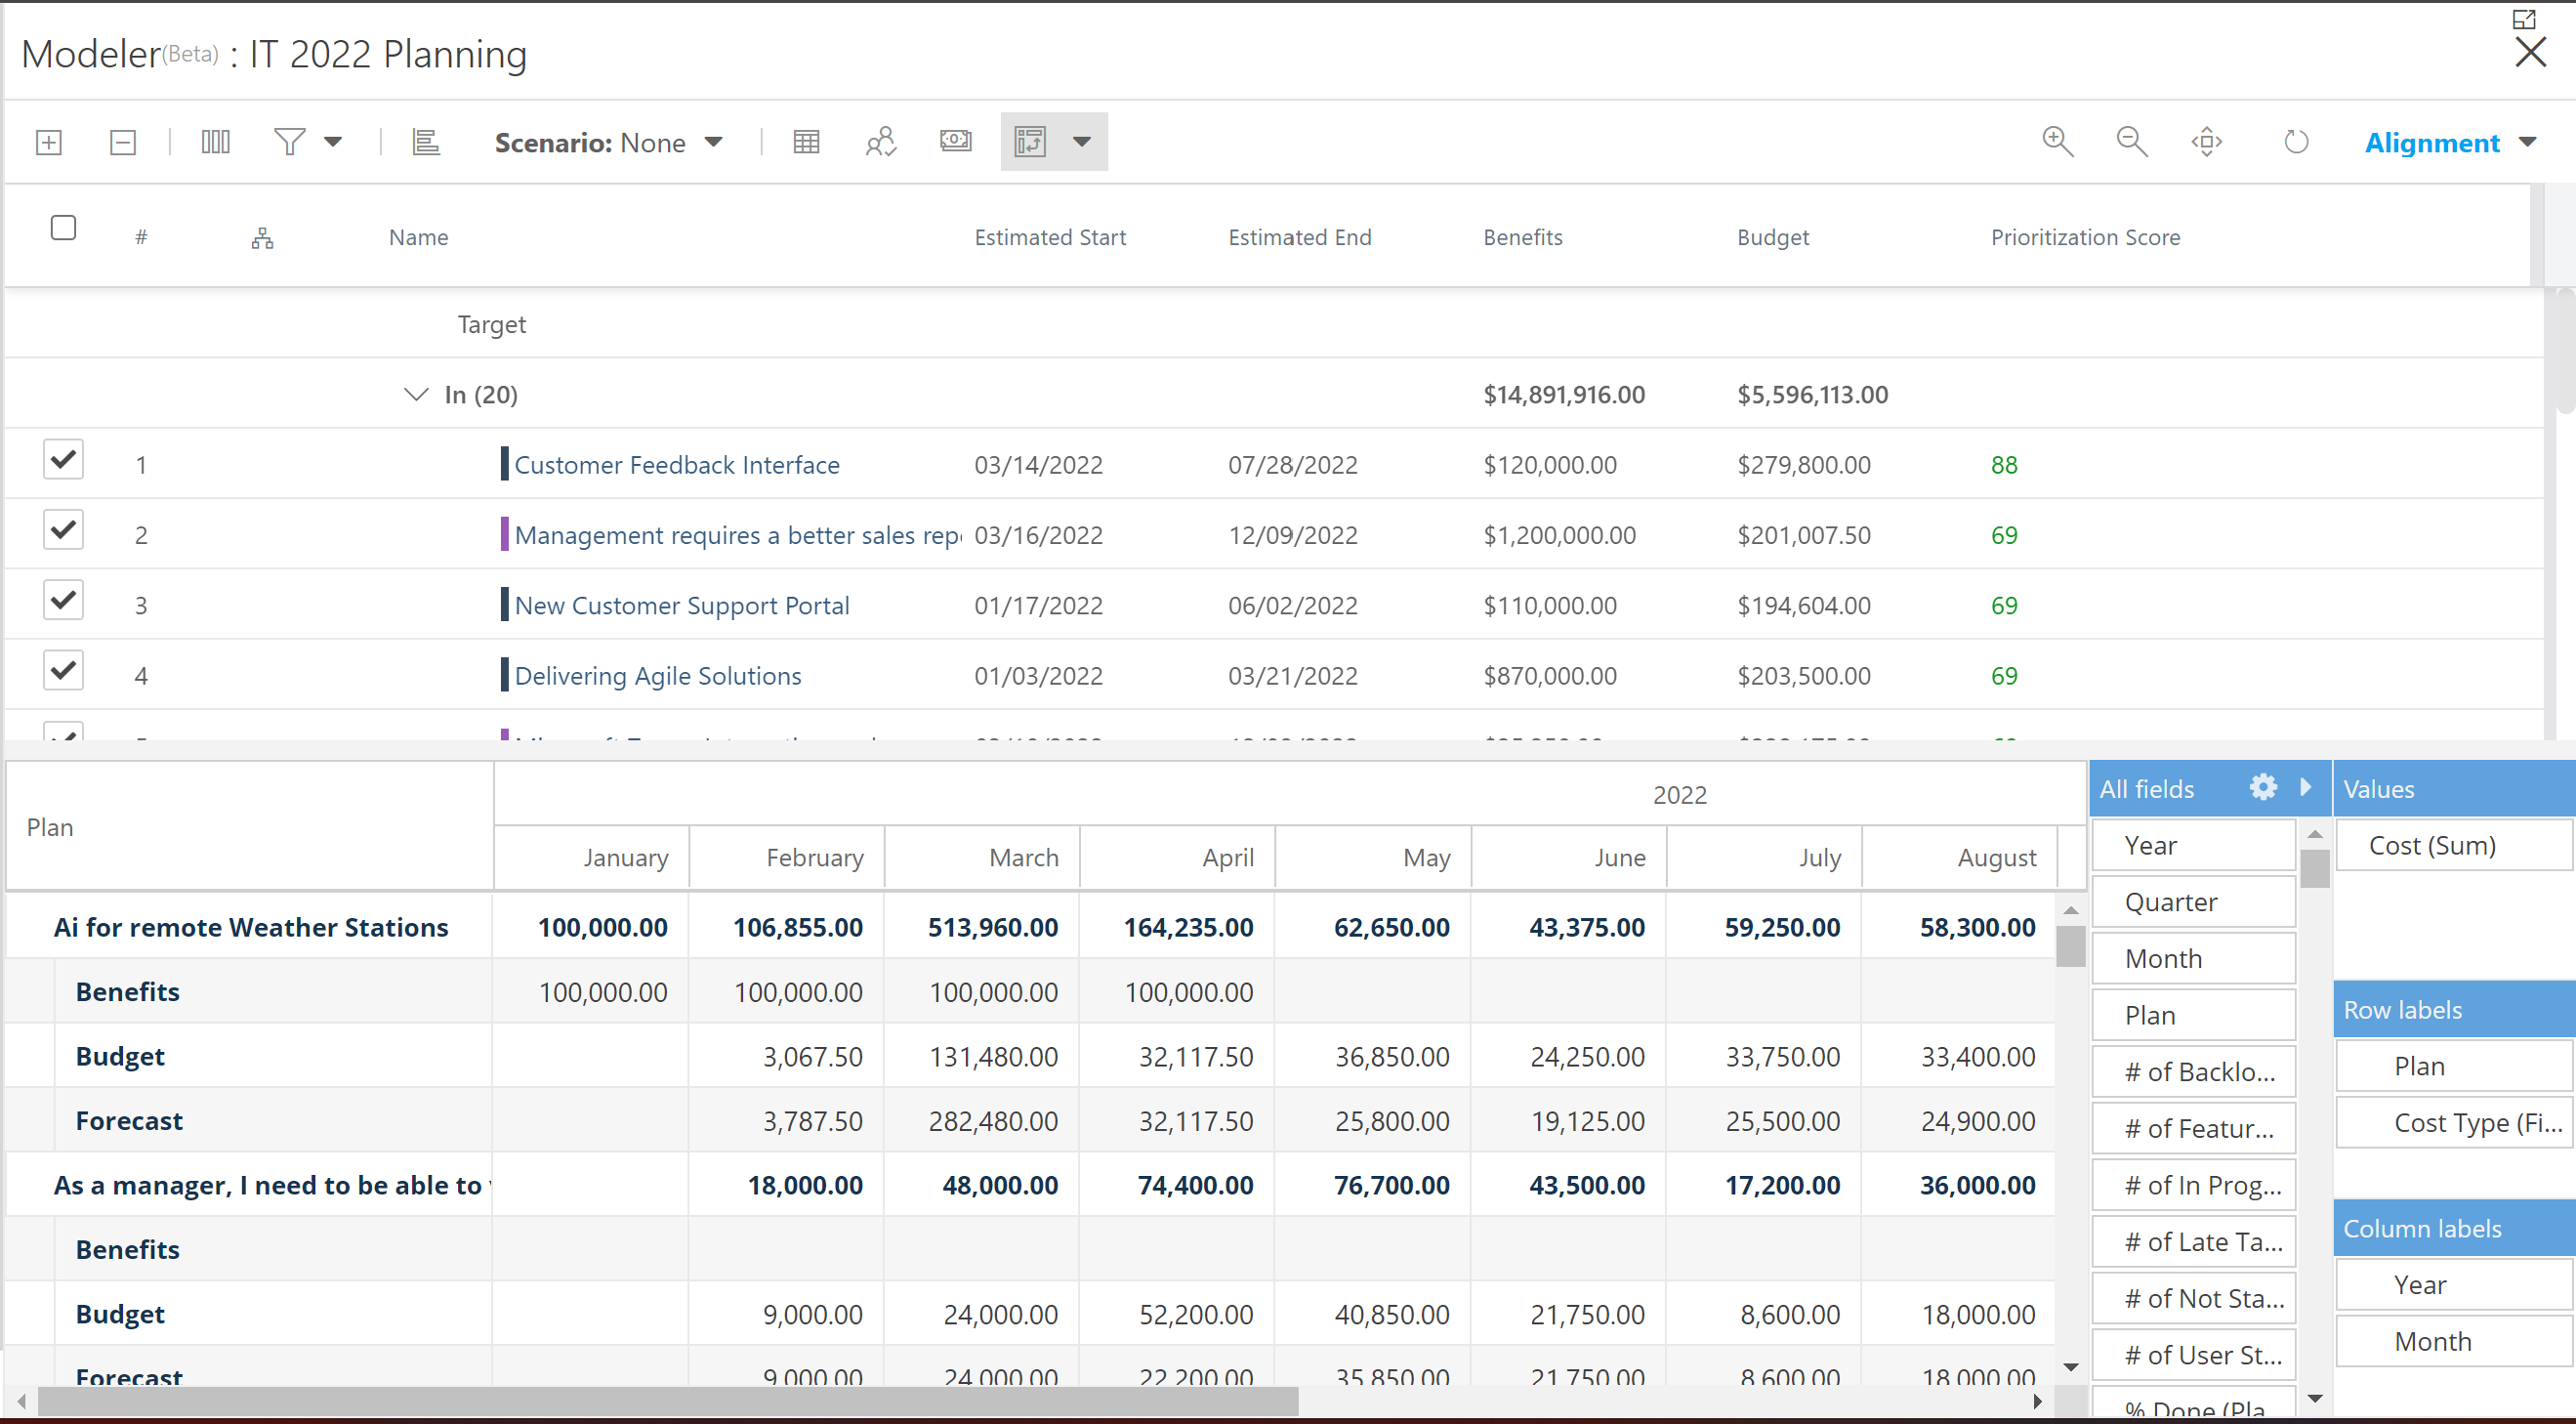 Modeler(Beta) : IT 2022 Planning
Scenario: None
Alignment
# Name Estimated Start Estimated End Benefits Budget Prioritization Score
Target
In (20) $14,891,916.00 $5,596,113.00
1 Customer Feedback Interface 03/14/2022 07/28/2022 $120,000.00 $279,800.00 88
2 Management requires a better sales rep 03/16/2022 12/09/2022 $1,200,000.00 $201,007.50 69
3 New Customer Support Portal 01/17/2022 06/02/2022 $110,000.00 $194,604.00 69
4 Delivering Agile Solutions 01/03/2022 03/21/2022 $870,000.00 $203,500.00 69
Plan
2022
January February March April May June July August
Ai for remote Weather Stations 100,000.00 106,855.00 513,960.00 164,235.00 62,650.00 43,375.00 59,250.00 58,300.00
Benefits 100,000.00 100,000.00 100,000.00 100,000.00
Budget 3,067.50 131,480.00 32,117.50 36,850.00 24,250.00 33,750.00 33,400.00
Forecast 3,787.50 282,480.00 32,117.50 25,800.00 19,125.00 25,500.00 24,900.00
As a manager, I need to be able to 18,000.00 48,000.00 74,400.00 76,700.00 43,500.00 17,200.00 36,000.00
Benefits
Budget 9,000.00 24,000.00 52,200.00 40,850.00 21,750.00 8,600.00 18,000.00
Forecast 9,000.00 24,000.00 22,200.00 35,850.00 21,750.00 8,600.00 18,000.00
All fields
Year
Quarter
Month
Plan
# of Backlo...
# of Featur...
# of In Prog...
# of Late Ta...
# of Not Sta...
# of User St...
% Done (Pla
Values
Cost (Sum)
Row labels
Plan
Cost Type (Fi...
Column labels
Year
Month